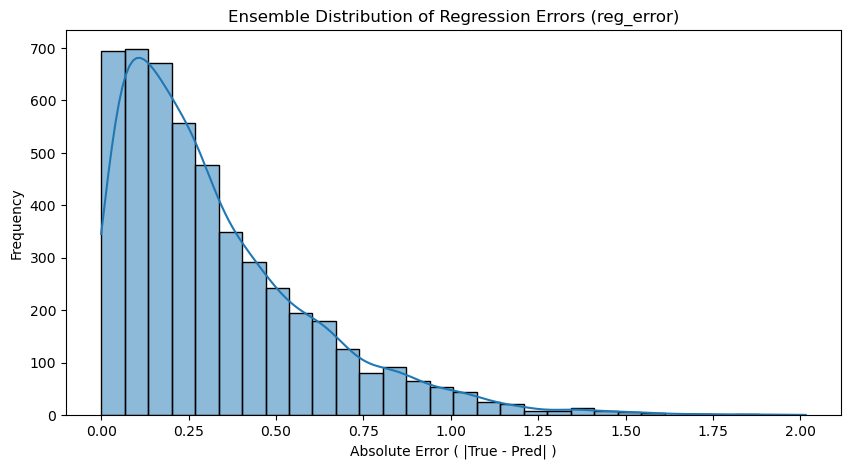 Ensemble Distribution of Regression Errors (reg_error)
700
600
500
400
300
200
100
0
Frequency
0.00 0.25 0.50 0.75 1.00 1.25 1.50 1.75 2.00
Absolute Error ( |True - Pred| )